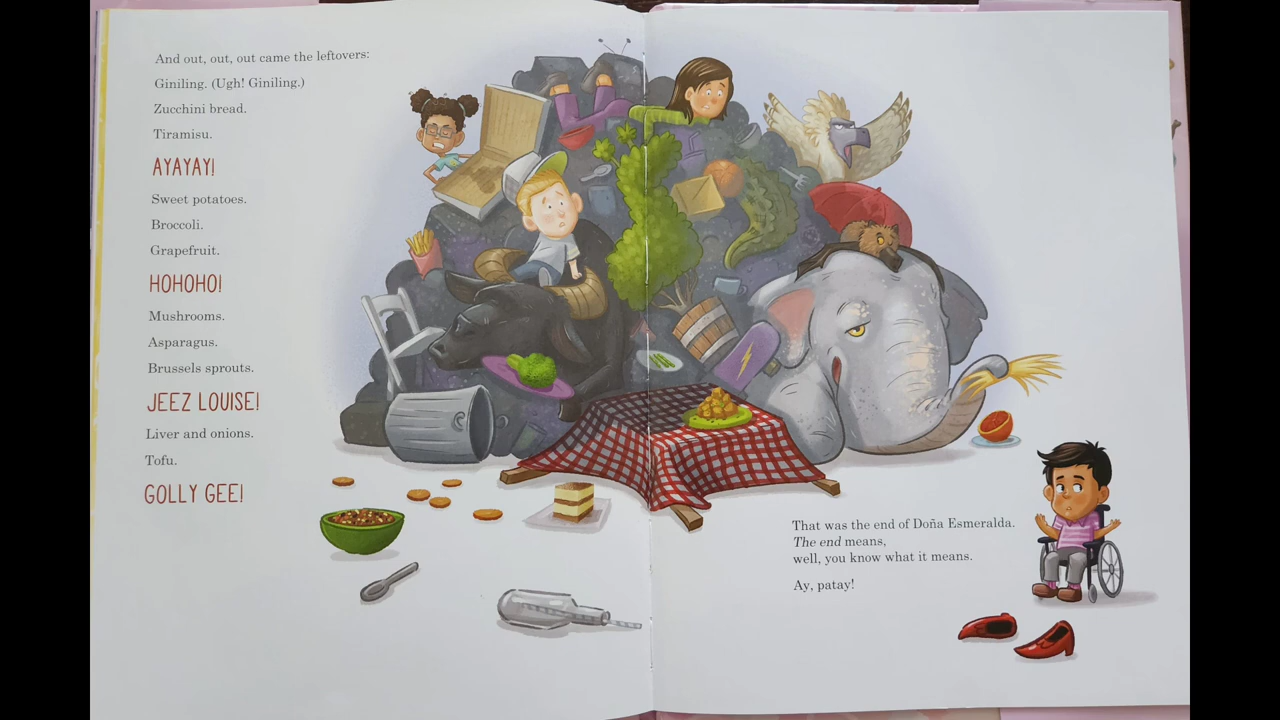 And out, out, out came the leftovers:
Giniling. (Ugh! Giniling.)
Zucchini bread.
Tiramisu.
AYAYAY!
Sweet potatoes.
Broccoli.
Grapefruit.
HOHOHO!
Mushrooms.
Asparagus.
Brussels sprouts.
JEEZ LOUISE!
Liver and onions.
Tofu.
GOLLY GEE!
That was the end of Doña Esmeralda.
The end means,
well, you know what it means.
Ay, patay!